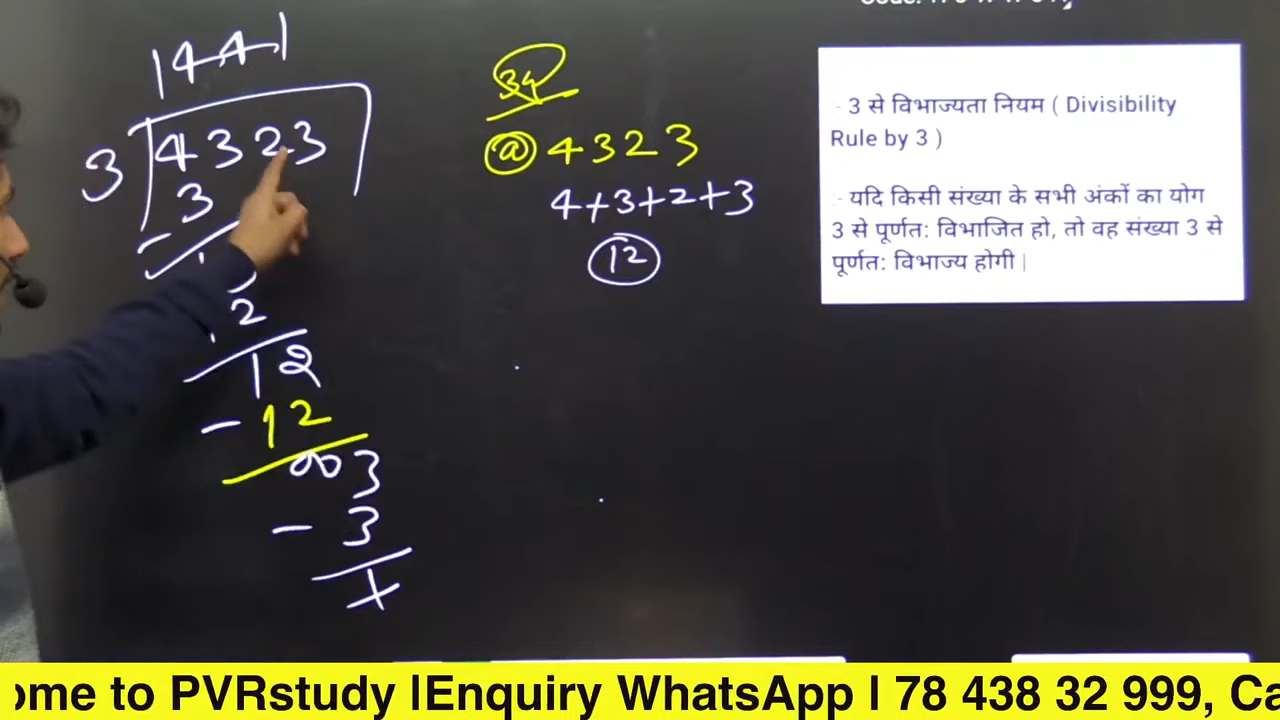 1441
3 4323
3
2
12
- 12
003
- 3
@ 4323
4+3+2+3
12
- 3 से विभाज्यता नियम ( Divisibility
Rule by 3 )
- यदि किसी संख्या के सभी अंकों का योग
3 से पूर्णत: विभाजित हो, तो वह संख्या 3 से
पूर्णत: विभाज्य होगी |
ome to PVRstudy |Enquiry WhatsApp | 78 438 32 999, Ca